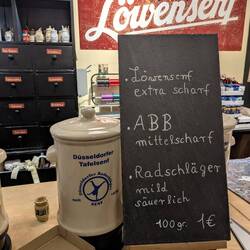 Löwensenf
Düsseldorfer
Tafelsenf
. Löwensenf
extra scharf
. ABB
mittelscharf
. Radschläger
mild
säuerlich
100gr. 1€